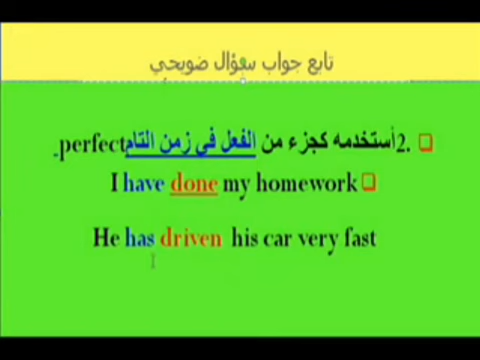 تابع جواب سؤال ضويحي
2. أستخدمه كجزء من الفعل في زمن التام perfect
I have done my homework
He has driven his car very fast